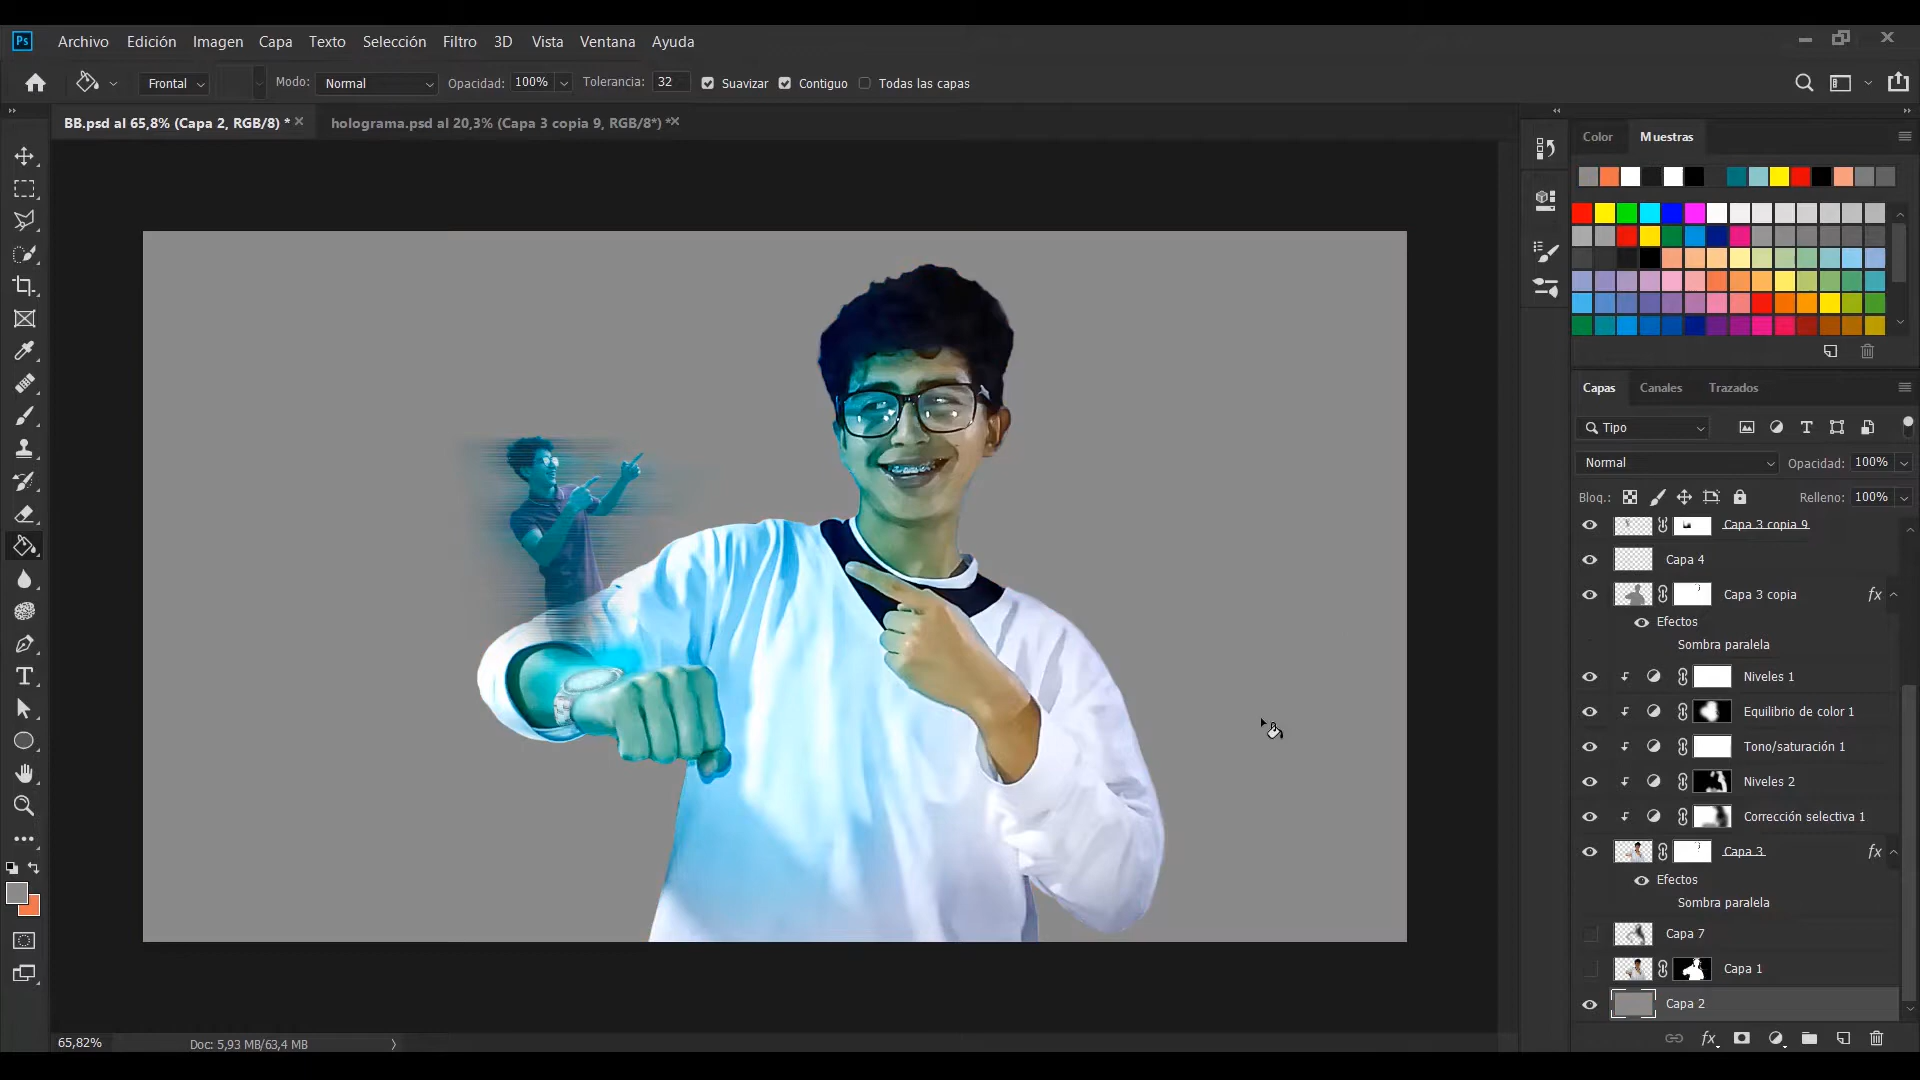 Ps Archivo Edición Imagen Capa Texto Selección Filtro 3D Vista Ventana Ayuda
Frontal Modo: Normal Opacidad: 100% Tolerancia: 32 Suavizar Contiguo Todas las capas
BB.psd al 65,8% (Capa 2, RGB/8) * × holograma.psd al 20,3% (Capa 3 copia 9, RGB/8*) *×
Color Muestras
Capas Canales Trazados
Tipo
Normal Opacidad: 100%
Bloq.: Relleno: 100%
Capa 3 copia 9
Capa 4
Capa 3 copia fx
Efectos
Sombra paralela
Niveles 1
Equilibrio de color 1
Tono/saturación 1
Niveles 2
Corrección selectiva 1
Capa 3 fx
Efectos
Sombra paralela
Capa 7
Capa 1
Capa 2
65,82% Doc: 5,93 MB/63,4 MB
fx